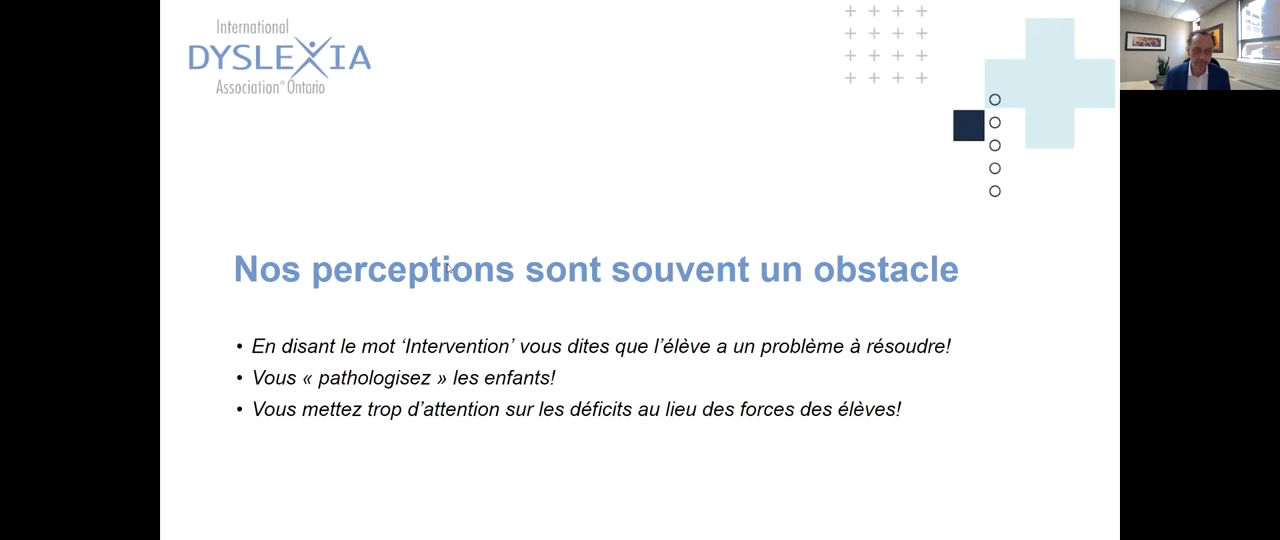 International
DYSLEXIA
Association® Ontario
Nos perceptions sont souvent un obstacle
• En disant le mot ‘Intervention’ vous dites que l’élève a un problème à résoudre!
• Vous « pathologisez » les enfants!
• Vous mettez trop d’attention sur les déficits au lieu des forces des élèves!